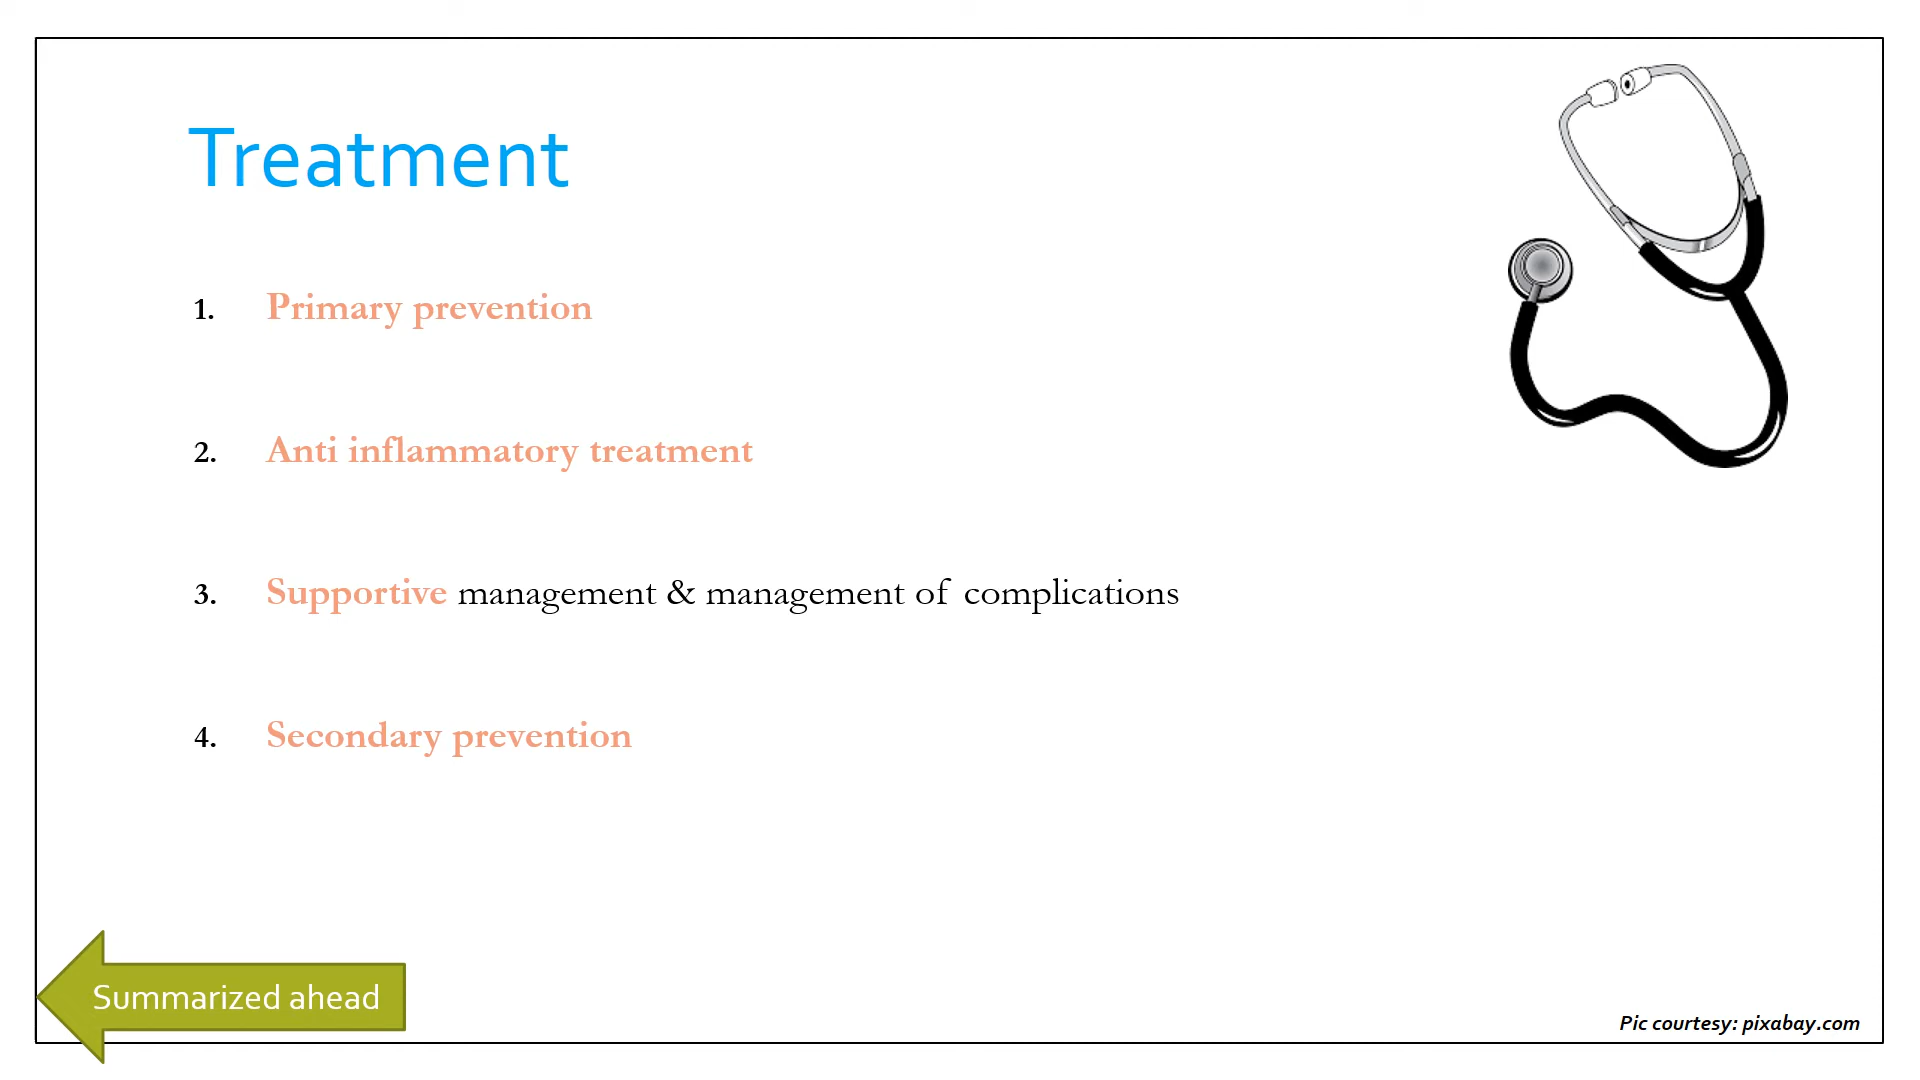 Treatment
1. Primary prevention
2. Anti inflammatory treatment
3. Supportive management & management of complications
4. Secondary prevention
Summarized ahead
Pic courtesy: pixabay.com